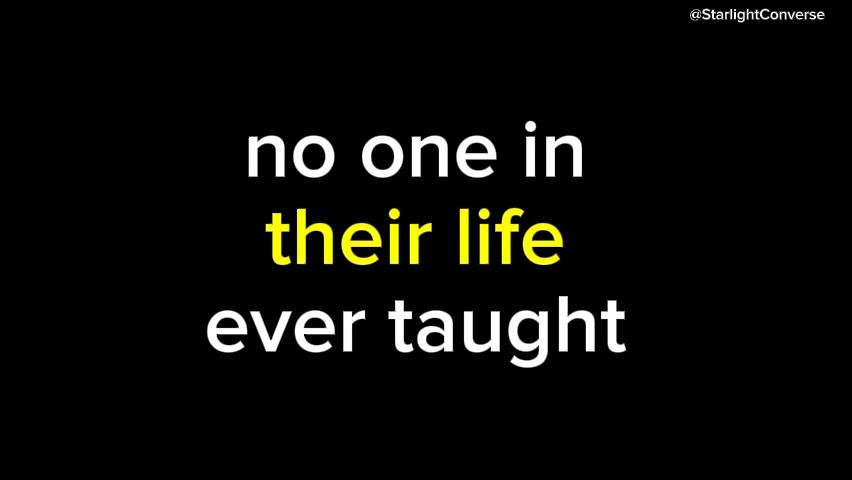 @StarlightConverse
no one in
their life
ever taught